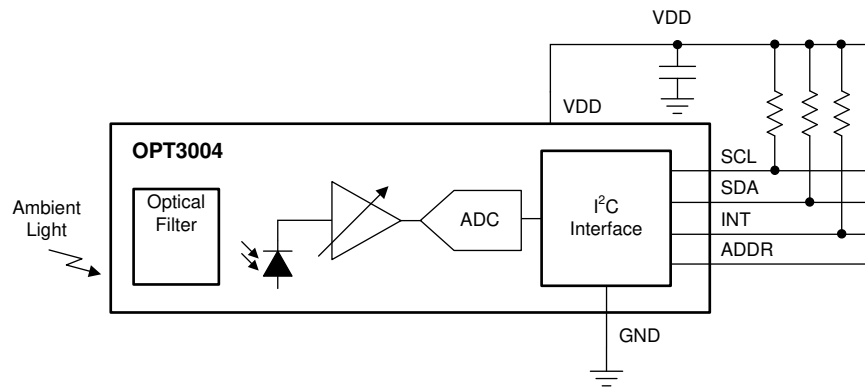 VDD
VDD
OPT3004
Ambient
Light
Optical
Filter
ADC
I²C
Interface
SCL
SDA
INT
ADDR
GND